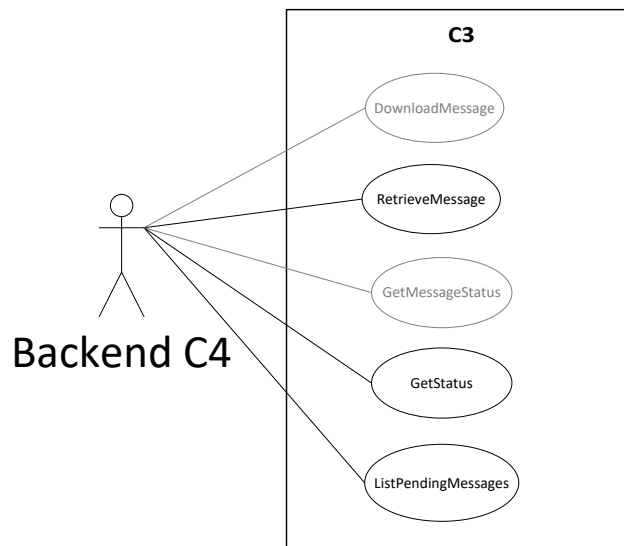 C3
DownloadMessage
RetrieveMessage
GetMessageStatus
Backend C4
GetStatus
ListPendingMessages